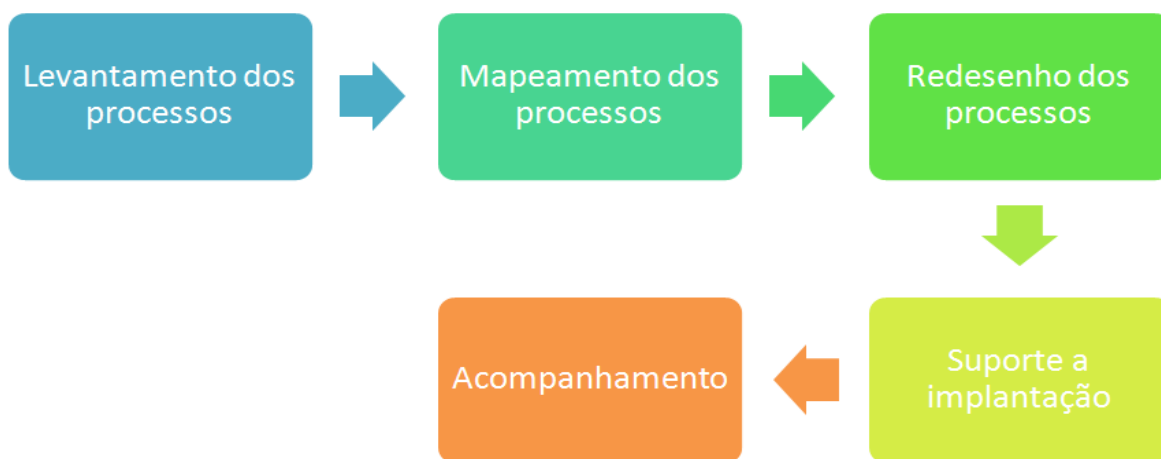 Levantamento dos
processos
Mapeamento dos
processos
Redesenho dos
processos
Suporte a
implantação
Acompanhamento